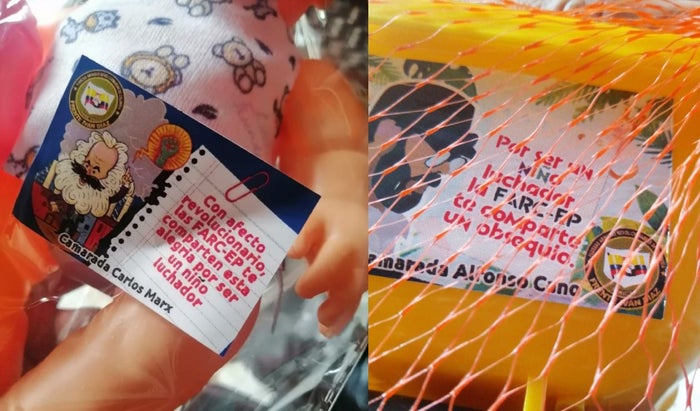 Con afecto
revolucionario,
las FARC-EP te
comparten esta
alegría por ser
un niño
luchador
Camarada Carlos Marx
Por ser un
NIÑO
luchador
la FARC-EP
te comparte
un obsequio.
amarada Alfonso Cano